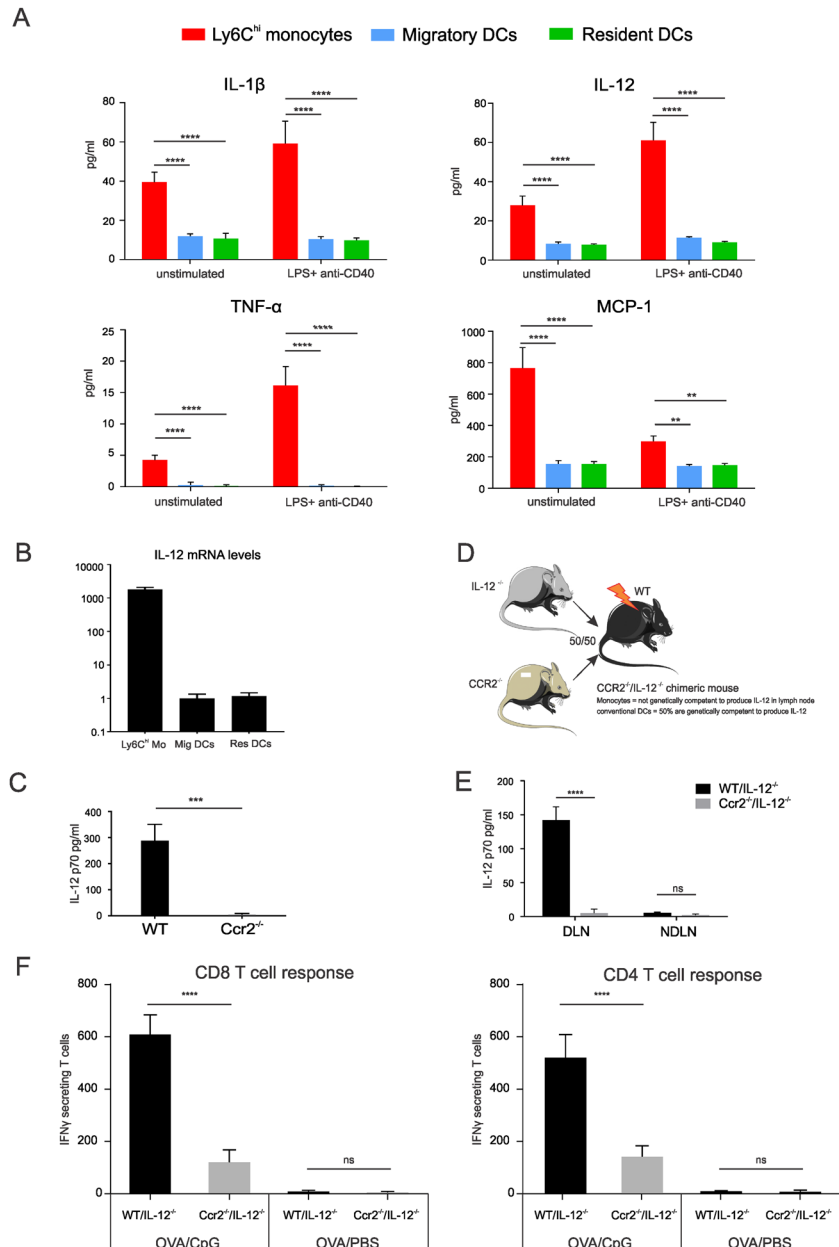 A
Ly6Cʰⁱ monocytes Migratory DCs Resident DCs
IL-1β
pg/ml
80
60
40
20
0
****
****
****
****
unstimulated LPS+ anti-CD40
IL-12
pg/ml
80
60
40
20
0
****
****
****
****
unstimulated LPS+ anti-CD40
TNF-α
pg/ml
25
20
15
10
5
0
****
****
****
****
unstimulated LPS+ anti-CD40
MCP-1
pg/ml
1000
800
600
400
200
0
****
****
**
**
unstimulated LPS+ anti-CD40
B
IL-12 mRNA levels
10000
1000
100
10
1
0.1
Ly6Cʰⁱ Mo Mig DCs Res DCs
D
IL-12⁻/⁻
WT
50/50
CCR2⁻/⁻
CCR2⁻/⁻/IL-12⁻/⁻ chimeric mouse
Monocytes = not genetically competent to produce IL-12 in lymph node
conventional DCs = 50% are genetically competent to produce IL-12
C
IL-12 p70 pg/ml
400
300
200
100
0
***
WT Ccr2⁻/⁻
E
WT/IL-12⁻/⁻
Ccr2⁻/⁻/IL-12⁻/⁻
IL-12 p70 pg/ml
200
150
100
50
0
****
ns
DLN NDLN
F
CD8 T cell response
IFNγ secreting T cells
800
600
400
200
0
****
ns
WT/IL-12⁻/⁻ Ccr2⁻/⁻/IL-12⁻/⁻ WT/IL-12⁻/⁻ Ccr2⁻/⁻/IL-12⁻/⁻
OVA/CpG OVA/PBS
CD4 T cell response
IFNγ secreting T cells
800
600
400
200
0
****
ns
WT/IL-12⁻/⁻ Ccr2⁻/⁻/IL-12⁻/⁻ WT/IL-12⁻/⁻ Ccr2⁻/⁻/IL-12⁻/⁻
OVA/CpG OVA/PBS